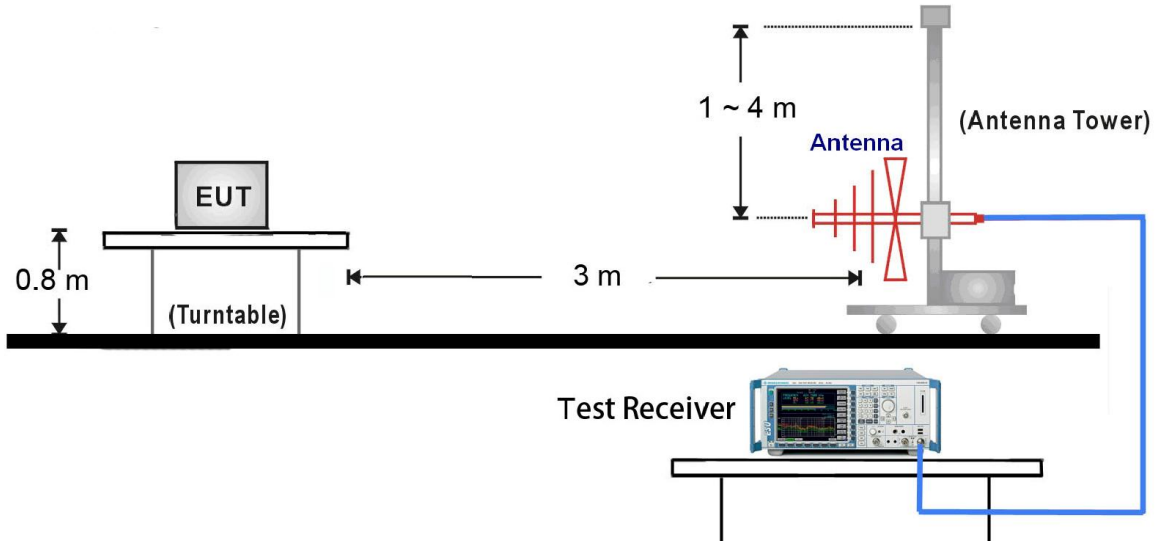 1 ~ 4 m
(Antenna Tower)
Antenna
EUT
0.8 m
3 m
(Turntable)
Test Receiver